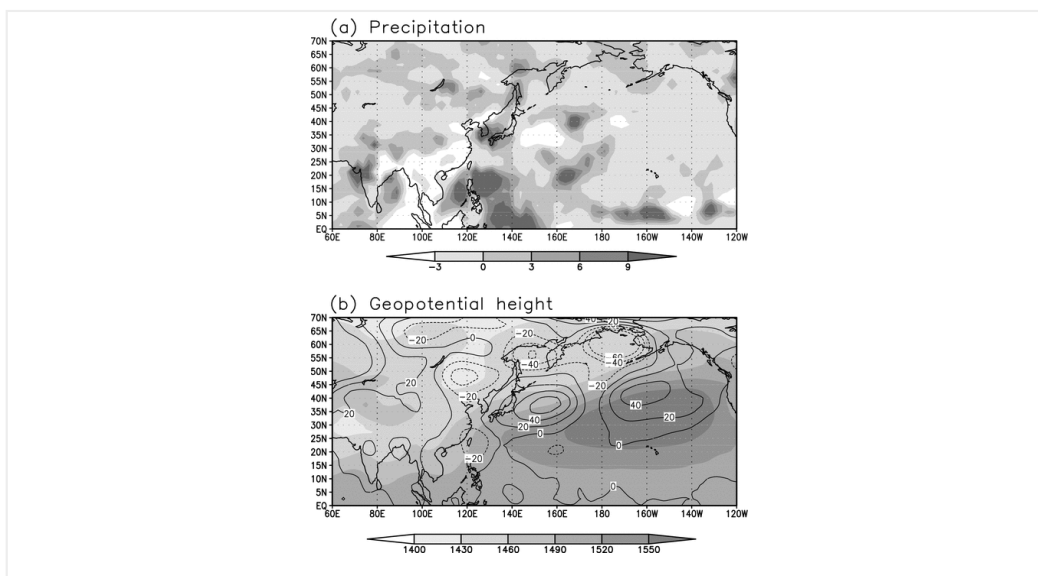 (a) Precipitation
70N
65N
60N
55N
50N
45N
40N
35N
30N
25N
20N
15N
10N
5N
EQ
60E 80E 100E 120E 140E 160E 180 160W 140W 120W
-3 0 3 6 9
(b) Geopotential height
70N
65N
60N
55N
50N
45N
40N
35N
30N
25N
20N
15N
10N
5N
EQ
-20
-20
-20
0
-40
-60
-40
-20
20
-20
20
40
20
0
40
20
0
-20
0
0
60E 80E 100E 120E 140E 160E 180 160W 140W 120W
1400 1430 1460 1490 1520 1550